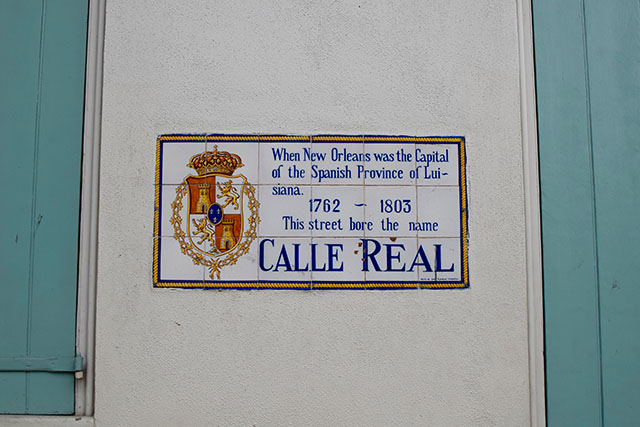 When New Orleans was the Capital
of the Spanish Province of Lui-
siana.
1762 ~ 1803
This street bore the name
CALLE REAL